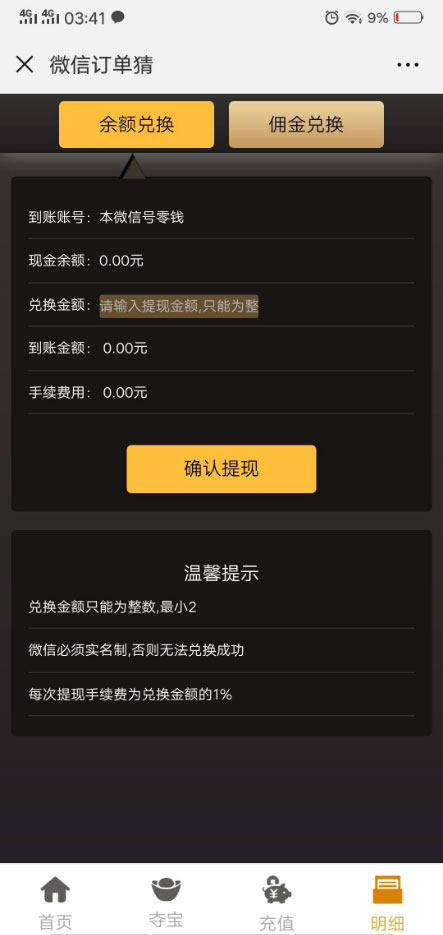 4G 4G 03:41 9%
微信订单猜
余额兑换 佣金兑换
到账账号：本微信号零钱
现金余额：0.00元
兑换金额：请输入提现金额,只能为整
到账金额： 0.00元
手续费用： 0.00元
确认提现
温馨提示
兑换金额只能为整数,最小2
微信必须实名制,否则无法兑换成功
每次提现手续费为兑换金额的1%
首页 夺宝 充值 明细